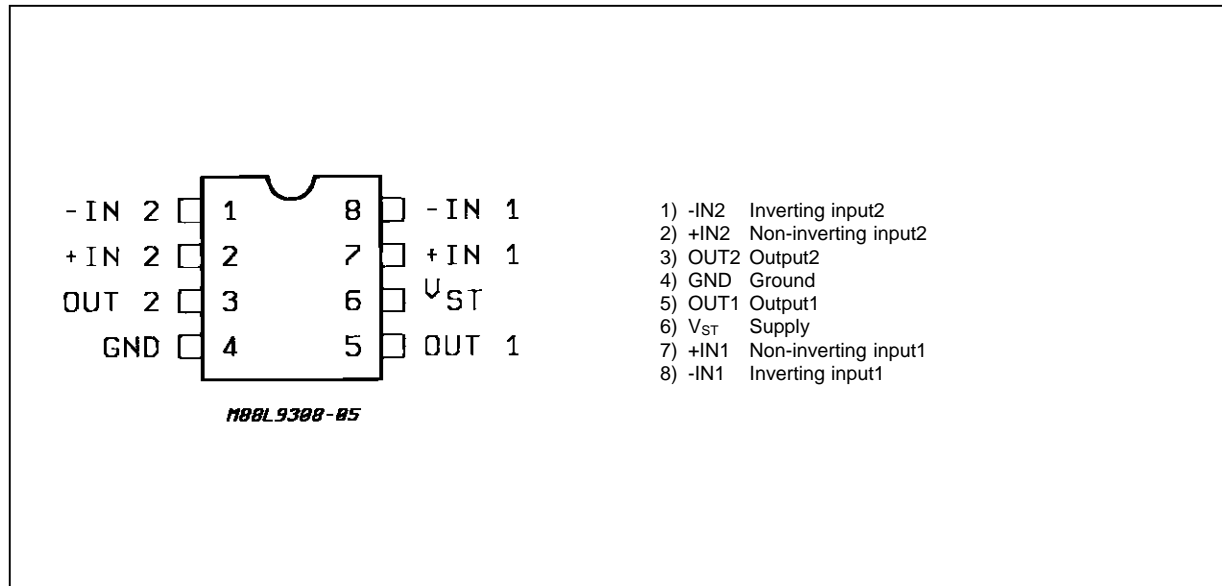 -IN 2 1 8 -IN 1
+IN 2 2 7 +IN 1
OUT 2 3 6 VST
GND 4 5 OUT 1
M88L9308-05
1) -IN2 Inverting input2
2) +IN2 Non-inverting input2
3) OUT2 Output2
4) GND Ground
5) OUT1 Output1
6) VST Supply
7) +IN1 Non-inverting input1
8) -IN1 Inverting input1